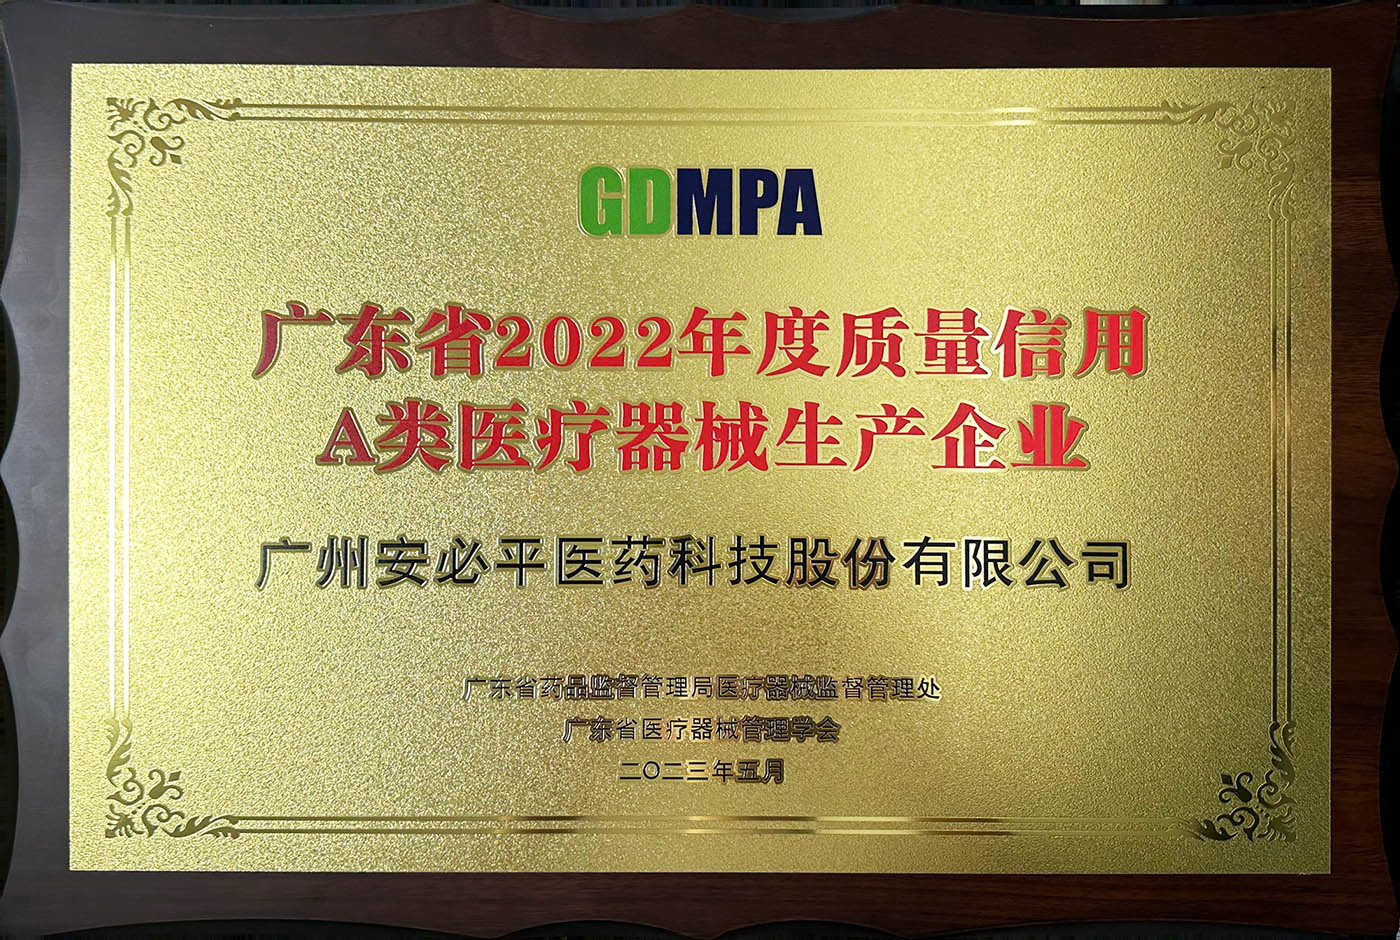 GDMPA
广东省2022年度质量信用
A类医疗器械生产企业
广州安必平医药科技股份有限公司
广东省药品监督管理局医疗器械监督管理处
广东省医疗器械管理学会
二〇二三年五月